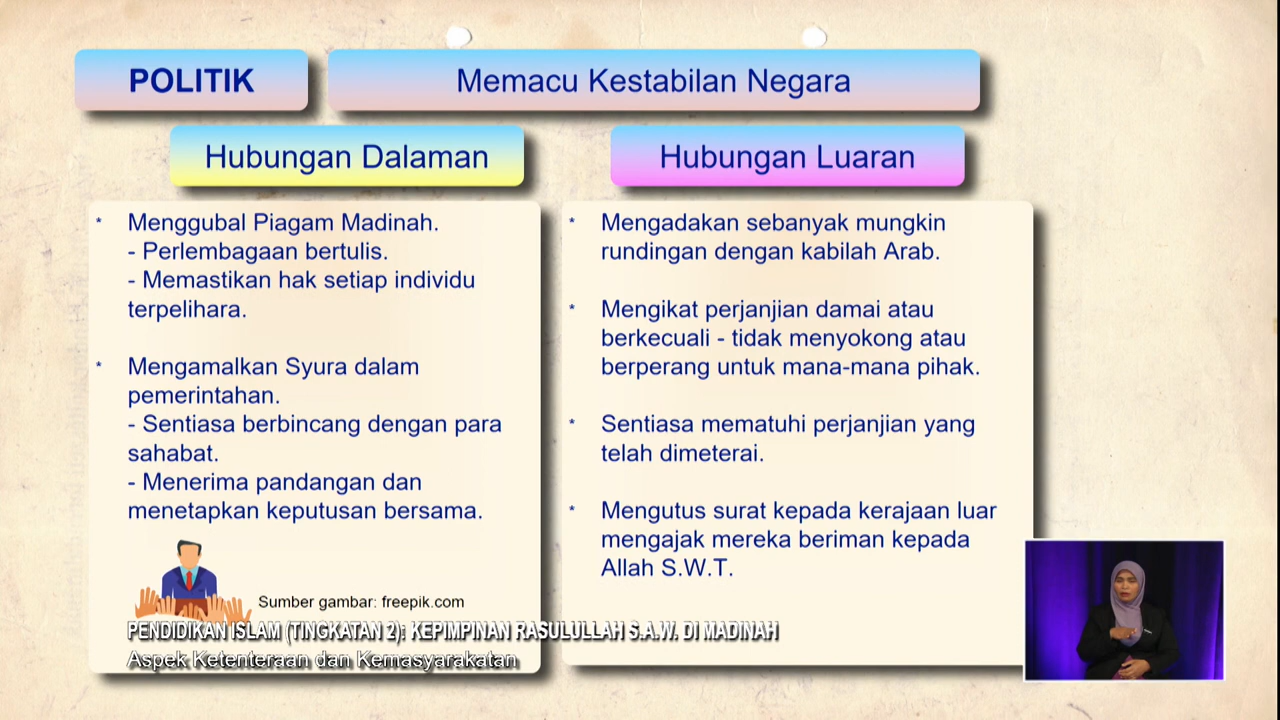 POLITIK
Memacu Kestabilan Negara
Hubungan Dalaman
* Menggubal Piagam Madinah.
- Perlembagaan bertulis.
- Memastikan hak setiap individu
terpelihara.
* Mengamalkan Syura dalam
pemerintahan.
- Sentiasa berbincang dengan para
sahabat.
- Menerima pandangan dan
menetapkan keputusan bersama.
Sumber gambar: freepik.com
Hubungan Luaran
* Mengadakan sebanyak mungkin
rundingan dengan kabilah Arab.
* Mengikat perjanjian damai atau
berkecuali - tidak menyokong atau
berperang untuk mana-mana pihak.
* Sentiasa mematuhi perjanjian yang
telah dimeterai.
* Mengutus surat kepada kerajaan luar
mengajak mereka beriman kepada
Allah S.W.T.
PENDIDIKAN ISLAM (TINGKATAN 2): KEPIMPINAN RASULULLAH S.A.W. DI MADINAH
Aspek Ketenteraan dan Kemasyarakatan